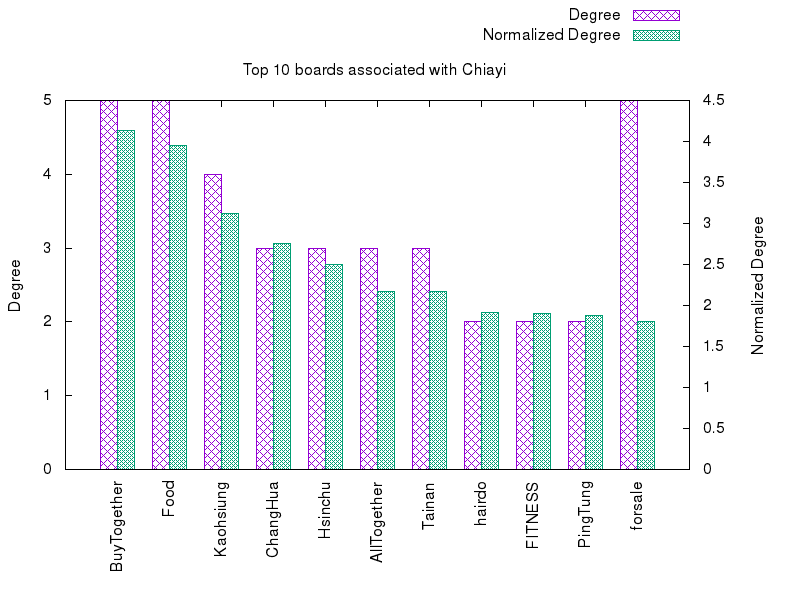 Degree
Normalized Degree
Top 10 boards associated with Chiayi
5
4
3
2
1
0
4.5
4
3.5
3
2.5
2
1.5
1
0.5
0
Degree
Normalized Degree
BuyTogether
Food
Kaohsiung
ChangHua
Hsinchu
AllTogether
Tainan
hairdo
FITNESS
PingTung
forsale